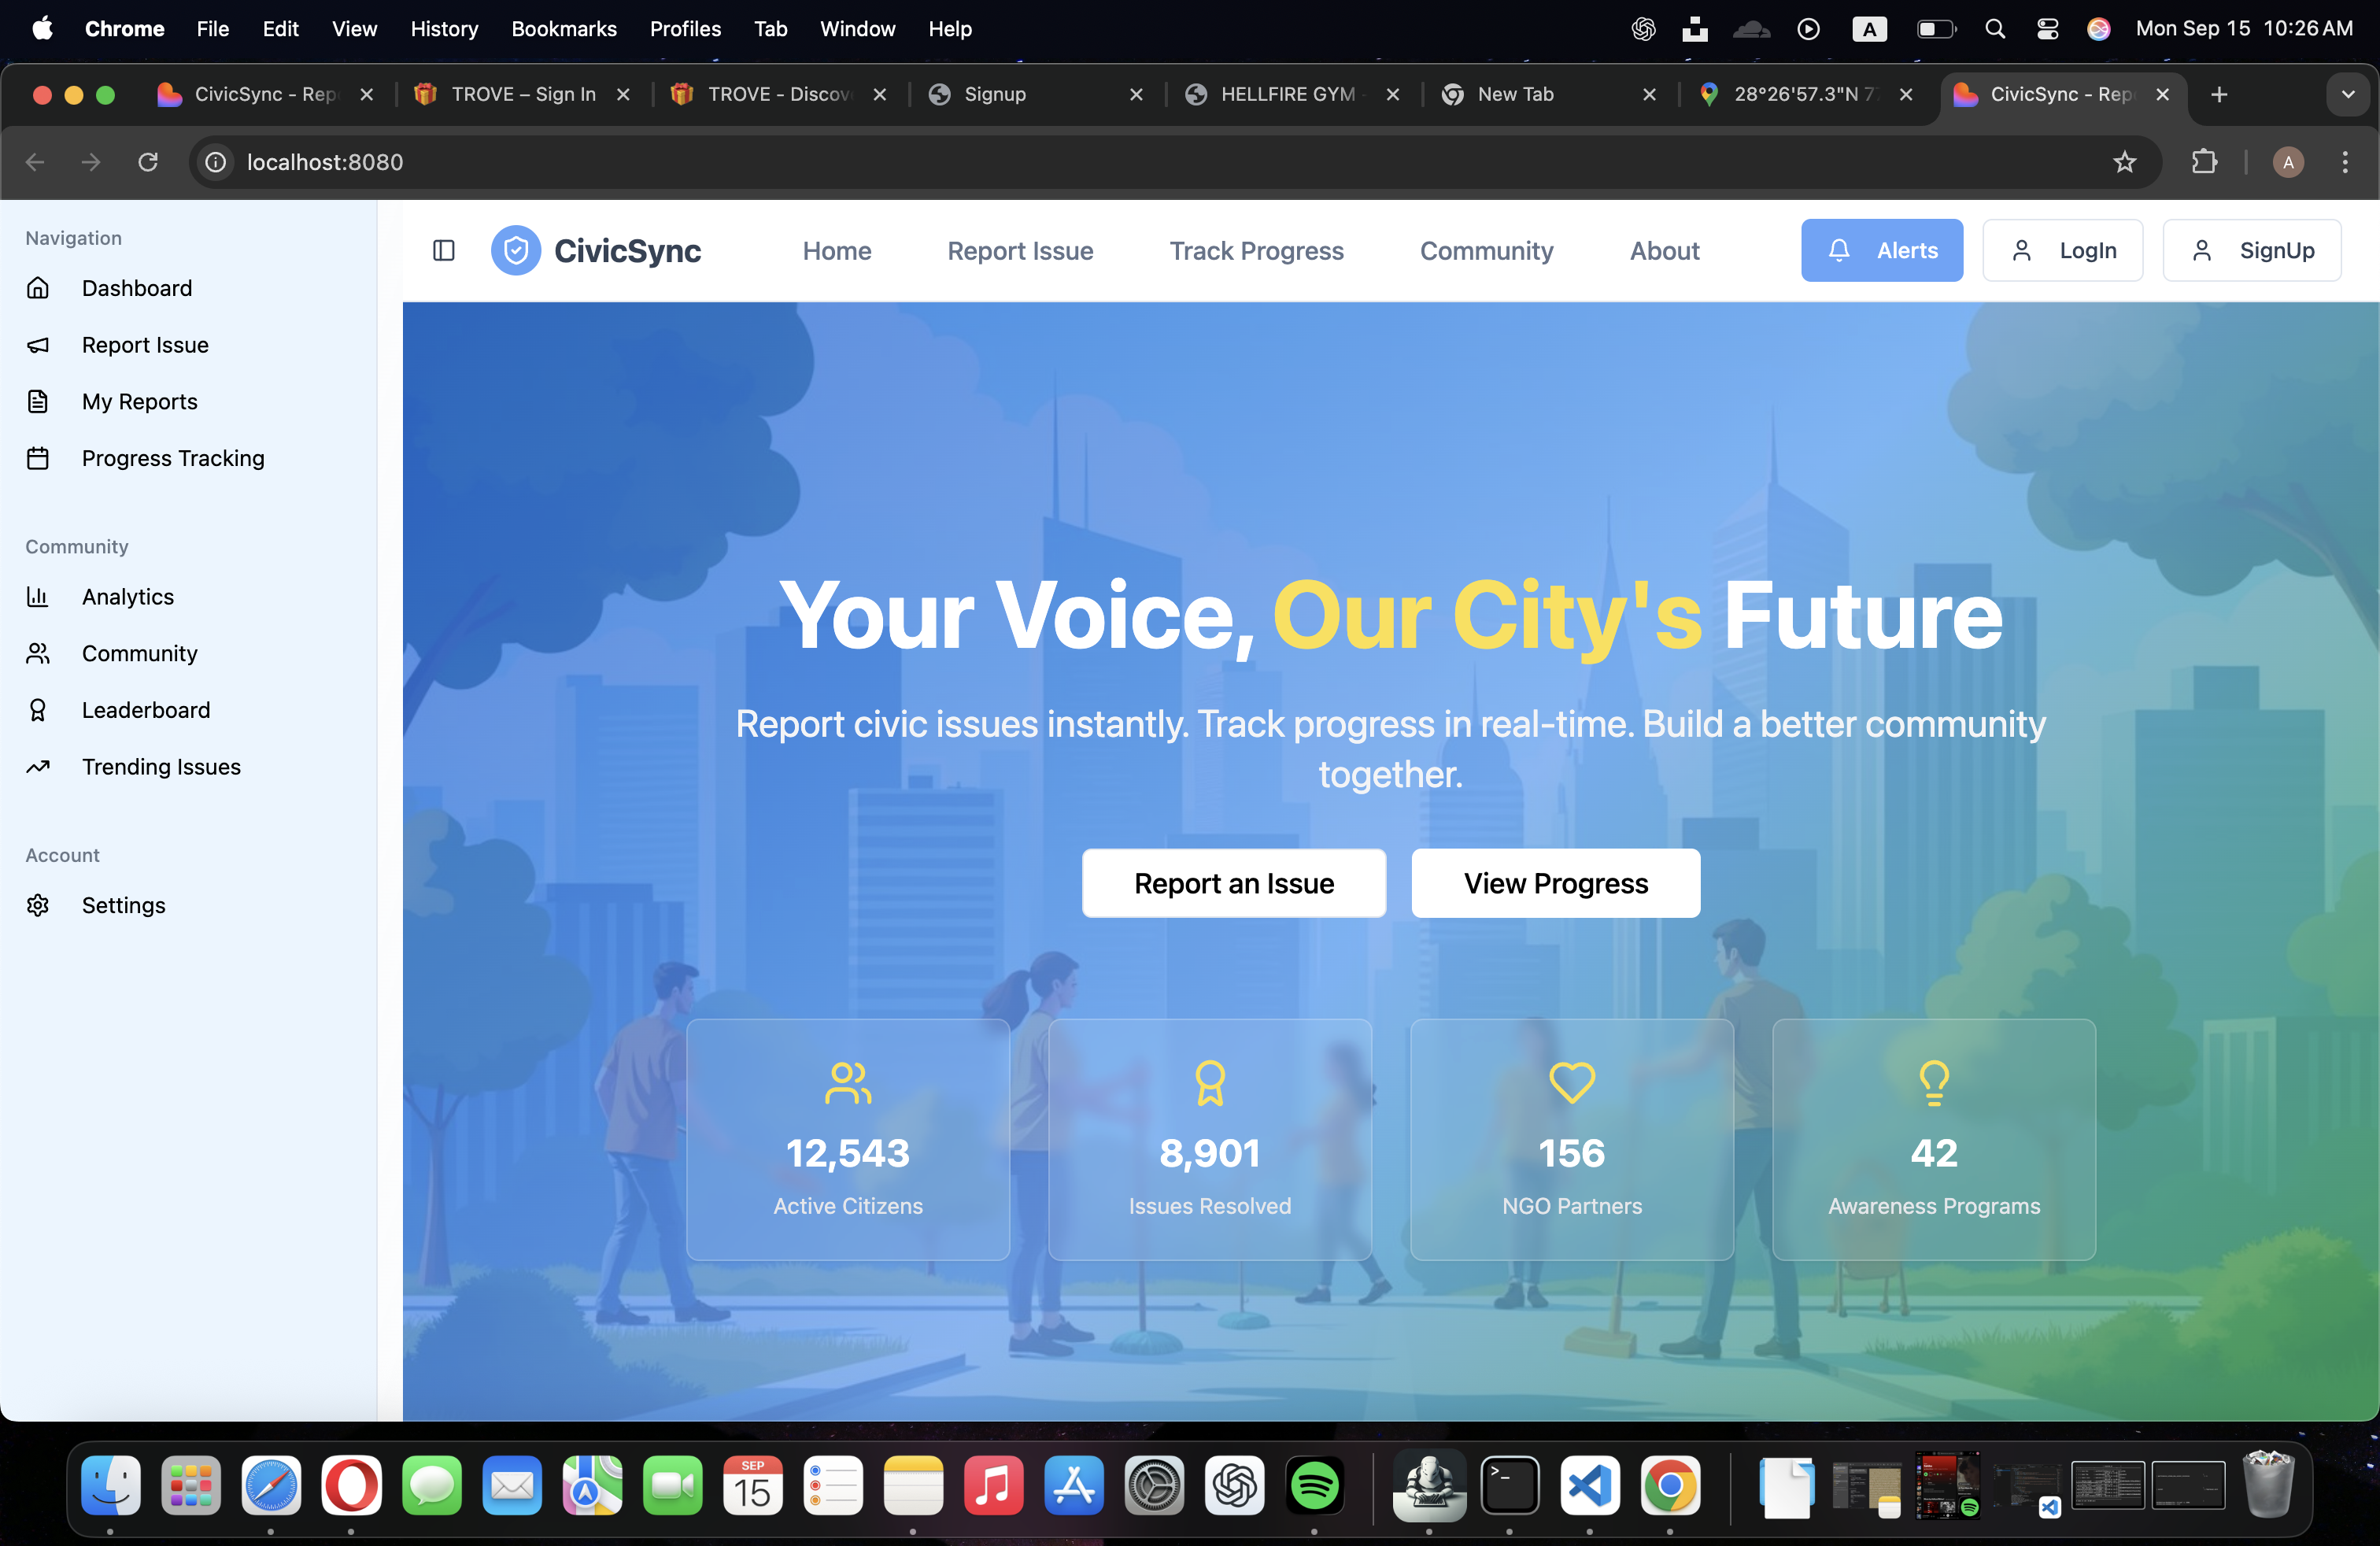 Chrome File Edit View History Bookmarks Profiles Tab Window Help A Mon Sep 15 10:26 AM
CivicSync - Rep TROVE – Sign In TROVE - Discov Signup HELLFIRE GYM - New Tab 28°26'57.3"N 7 CivicSync - Rep
localhost:8080 A
Navigation
Dashboard
Report Issue
My Reports
Progress Tracking
Community
Analytics
Community
Leaderboard
Trending Issues
Account
Settings
CivicSync Home Report Issue Track Progress Community About Alerts LogIn SignUp
Your Voice, Our City's Future
Report civic issues instantly. Track progress in real-time. Build a better community
together.
Report an Issue View Progress
12,543 8,901 156 42
Active Citizens Issues Resolved NGO Partners Awareness Programs
SEP
15